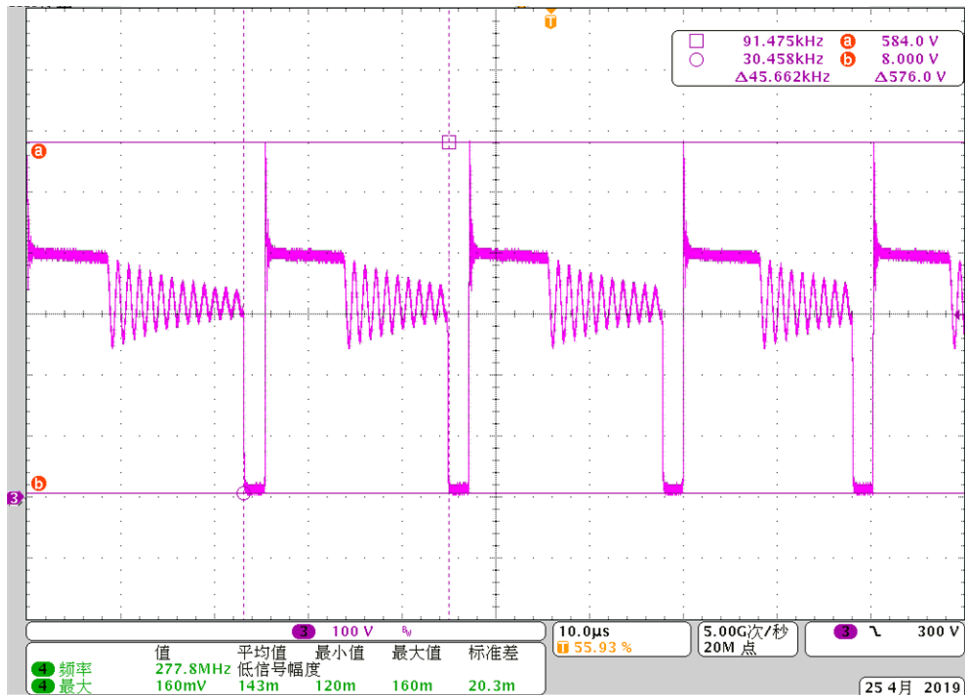 T
91.475kHz a 584.0 V
30.458kHz b 8.000 V
Δ45.662kHz Δ576.0 V
a
b
3
3 100 V BW
10.0μs
T 55.93 %
5.00G次/秒
20M 点
3 300 V
值 平均值 最小值 最大值 标准差
4 频率 277.8MHz 低信号幅度
4 最大 160mV 143m 120m 160m 20.3m
25 4月 2019